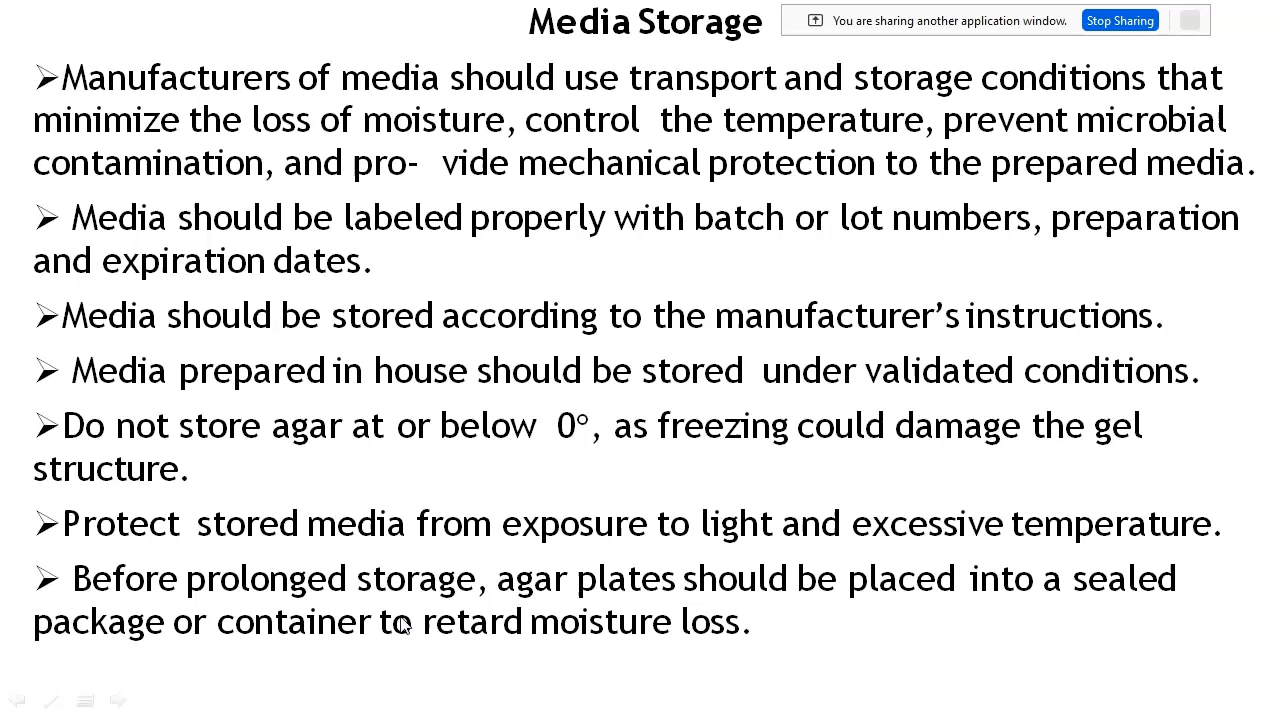 Media Storage
You are sharing another application window. Stop Sharing
➢Manufacturers of media should use transport and storage conditions that
minimize the loss of moisture, control the temperature, prevent microbial
contamination, and pro- vide mechanical protection to the prepared media.
➢ Media should be labeled properly with batch or lot numbers, preparation
and expiration dates.
➢Media should be stored according to the manufacturer’s instructions.
➢ Media prepared in house should be stored under validated conditions.
➢Do not store agar at or below 0°, as freezing could damage the gel
structure.
➢Protect stored media from exposure to light and excessive temperature.
➢ Before prolonged storage, agar plates should be placed into a sealed
package or container to retard moisture loss.